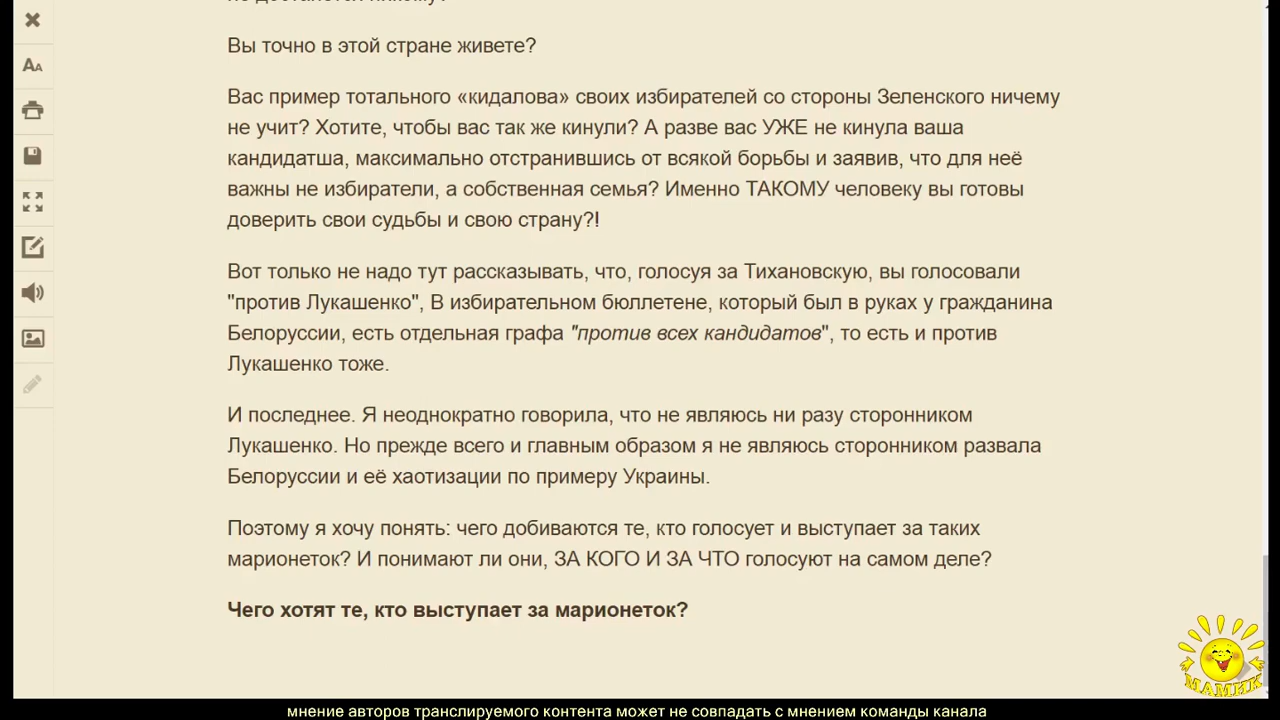 Вы точно в этой стране живете?
Вас пример тотального «кидалова» своих избирателей со стороны Зеленского ничему
не учит? Хотите, чтобы вас так же кинули? А разве вас УЖЕ не кинула ваша
кандидатша, максимально отстранившись от всякой борьбы и заявив, что для неё
важны не избиратели, а собственная семья? Именно ТАКОМУ человеку вы готовы
доверить свои судьбы и свою страну?!
Вот только не надо тут рассказывать, что, голосуя за Тихановскую, вы голосовали
"против Лукашенко", В избирательном бюллетене, который был в руках у гражданина
Белоруссии, есть отдельная графа "против всех кандидатов", то есть и против
Лукашенко тоже.
И последнее. Я неоднократно говорила, что не являюсь ни разу сторонником
Лукашенко. Но прежде всего и главным образом я не являюсь сторонником развала
Белоруссии и её хаотизации по примеру Украины.
Поэтому я хочу понять: чего добиваются те, кто голосует и выступает за таких
марионеток? И понимают ли они, ЗА КОГО И ЗА ЧТО голосуют на самом деле?
Чего хотят те, кто выступает за марионеток?
МАМИК
мнение авторов транслируемого контента может не совпадать с мнением команды канала